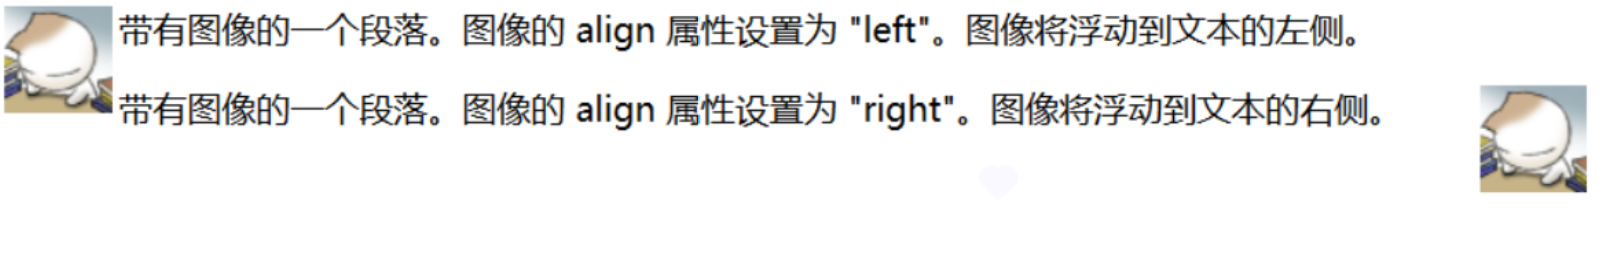 带有图像的一个段落。图像的 align 属性设置为 "left"。图像将浮动到文本的左侧。
带有图像的一个段落。图像的 align 属性设置为 "right"。图像将浮动到文本的右侧。